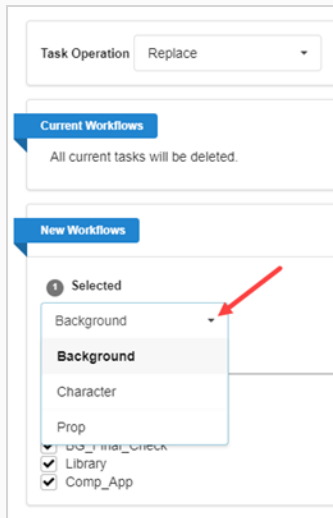 Task Operation Replace
Current Workflows
All current tasks will be deleted.
New Workflows
1 Selected
Background
Background
Character
Prop
BG_Final_Check
Library
Comp_App